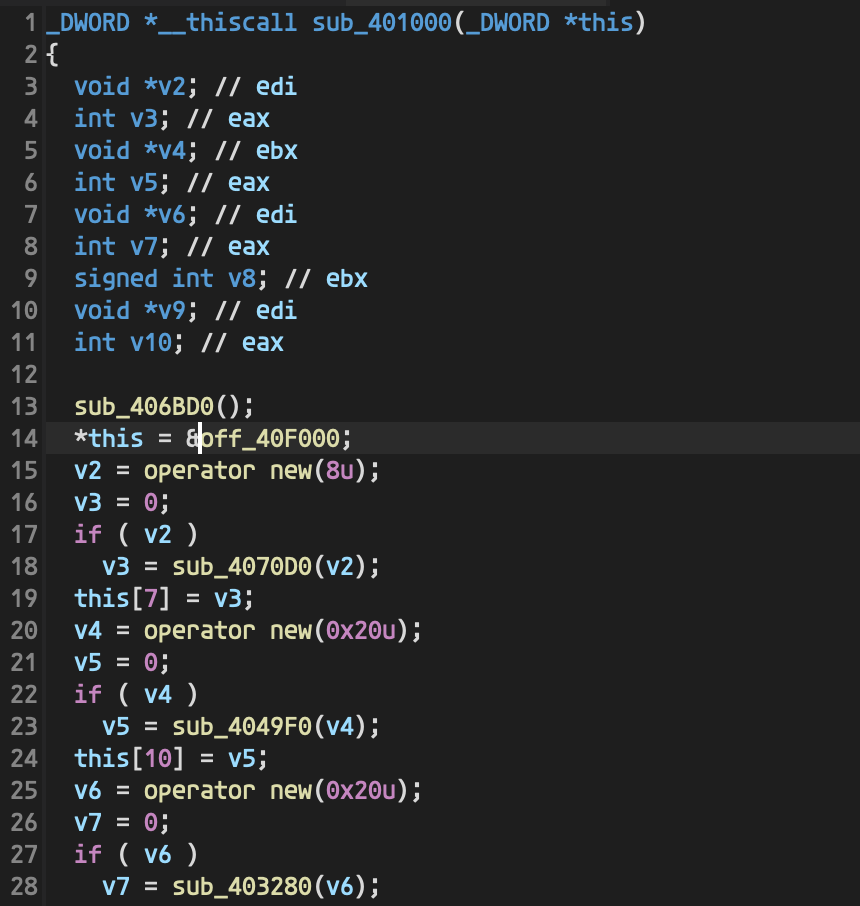 1 _DWORD *__thiscall sub_401000(_DWORD *this)
2 {
3   void *v2; // edi
4   int v3; // eax
5   void *v4; // ebx
6   int v5; // eax
7   void *v6; // edi
8   int v7; // eax
9   signed int v8; // ebx
10   void *v9; // edi
11   int v10; // eax
12
13   sub_406BD0();
14   *this = &off_40F000;
15   v2 = operator new(8u);
16   v3 = 0;
17   if ( v2 )
18     v3 = sub_4070D0(v2);
19   this[7] = v3;
20   v4 = operator new(0x20u);
21   v5 = 0;
22   if ( v4 )
23     v5 = sub_4049F0(v4);
24   this[10] = v5;
25   v6 = operator new(0x20u);
26   v7 = 0;
27   if ( v6 )
28     v7 = sub_403280(v6);